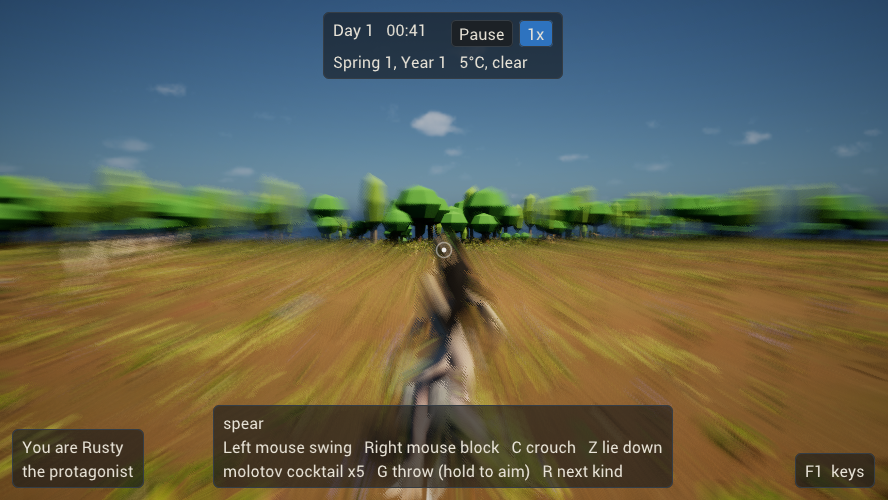 Day 1 00:41 Pause 1x
Spring 1, Year 1 5°C, clear
spear
Left mouse swing Right mouse block C crouch Z lie down
molotov cocktail x5 G throw (hold to aim) R next kind
You are Rusty
the protagonist
F1 keys